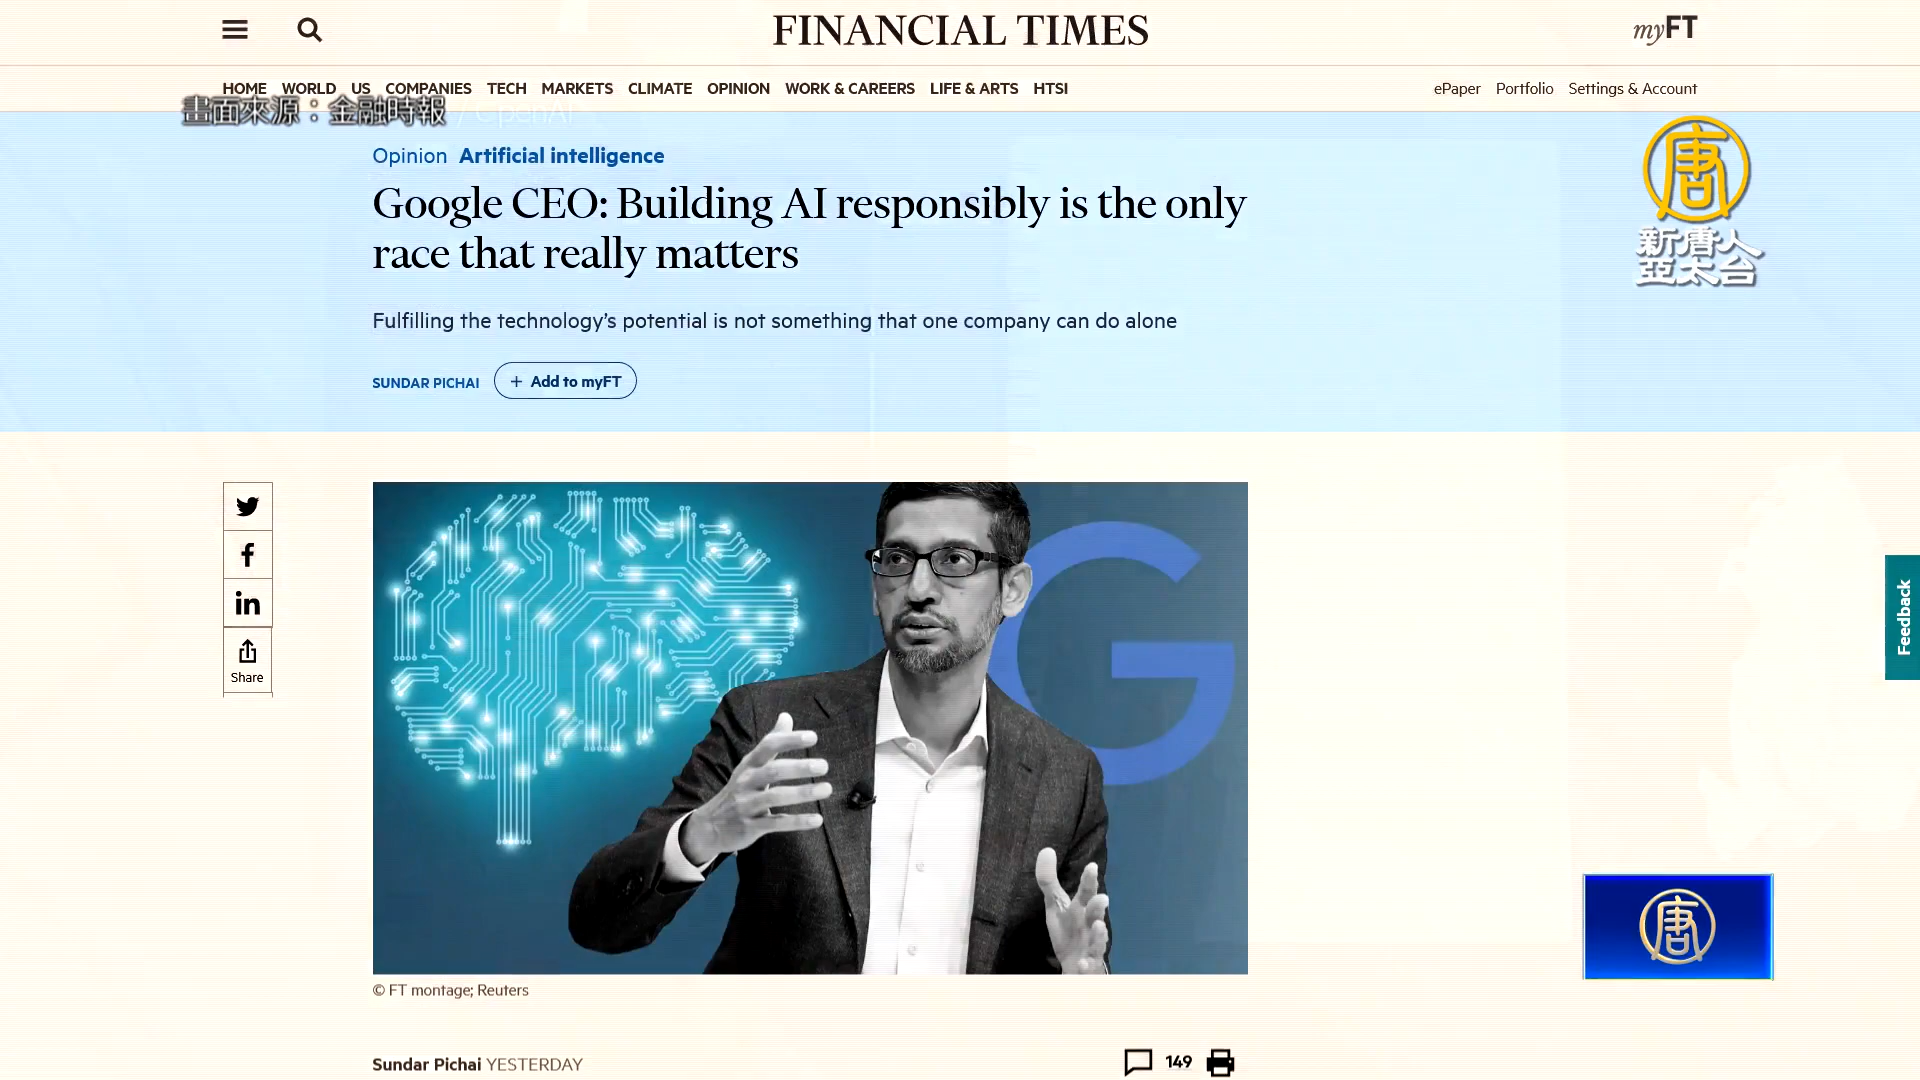 FINANCIAL TIMES
myFT
HOME WORLD US COMPANIES TECH MARKETS CLIMATE OPINION WORK & CAREERS LIFE & ARTS HTSI
ePaper Portfolio Settings & Account
畫面來源：金融時報
/ OpenAI
Opinion Artificial intelligence
Google CEO: Building AI responsibly is the only
race that really matters
Fulfilling the technology’s potential is not something that one company can do alone
SUNDAR PICHAI + Add to myFT
唐
新唐人
亞太台
Share
G
Feedback
唐
© FT montage; Reuters
Sundar Pichai YESTERDAY
149